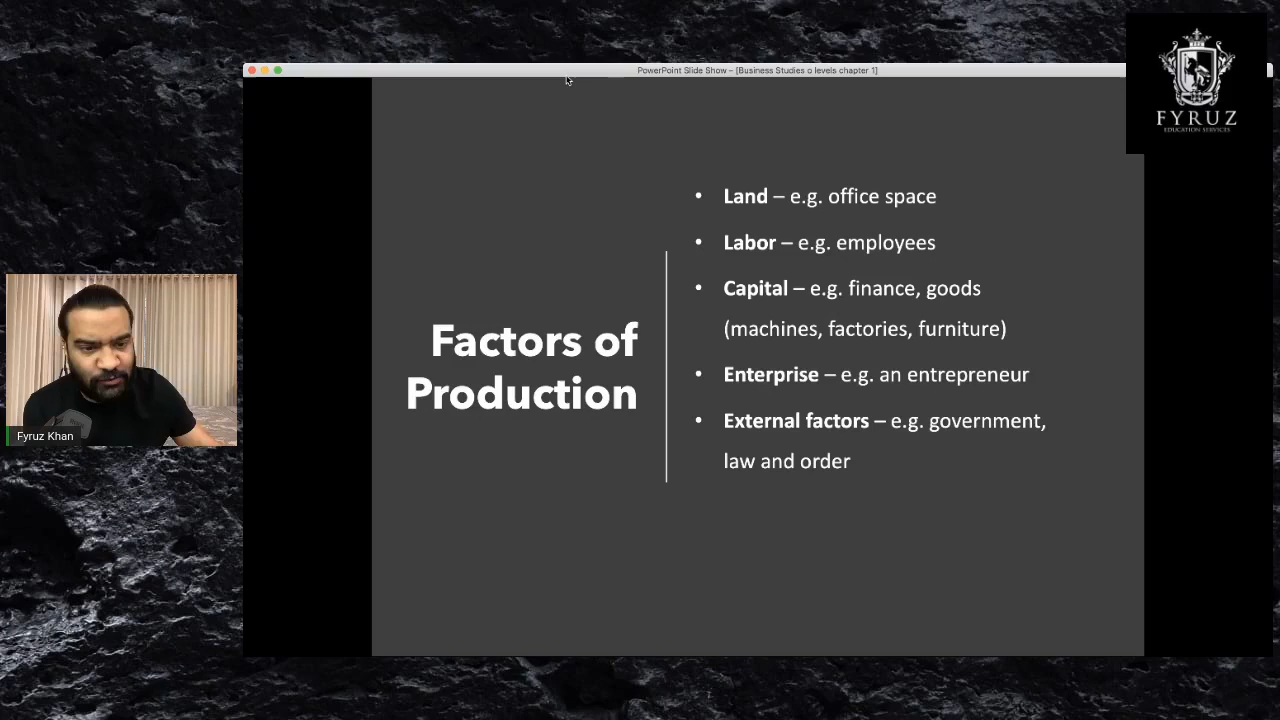 PowerPoint Slide Show – [Business Studies o levels chapter 1]
FYRUZ
EDUCATION SERVICES
Factors of
Production
• Land – e.g. office space
• Labor – e.g. employees
• Capital – e.g. finance, goods
(machines, factories, furniture)
• Enterprise – e.g. an entrepreneur
• External factors – e.g. government,
law and order
Fyruz Khan